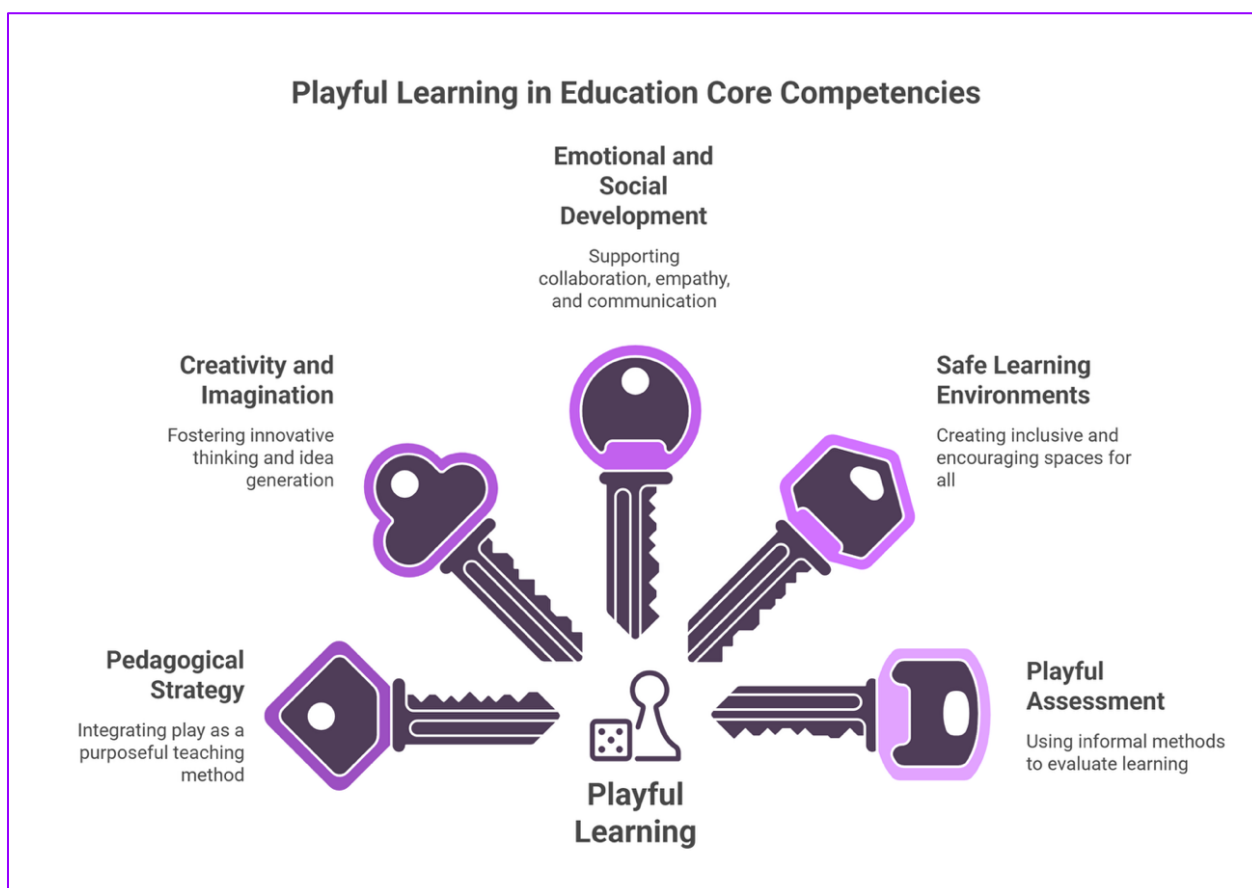 Playful Learning in Education Core Competencies
Emotional and
Social
Development
Supporting
collaboration, empathy,
and communication
Creativity and
Imagination
Fostering innovative
thinking and idea
generation
Safe Learning
Environments
Creating inclusive and
encouraging spaces for
all
Pedagogical
Strategy
Integrating play as a
purposeful teaching
method
Playful
Assessment
Using informal methods
to evaluate learning
Playful
Learning